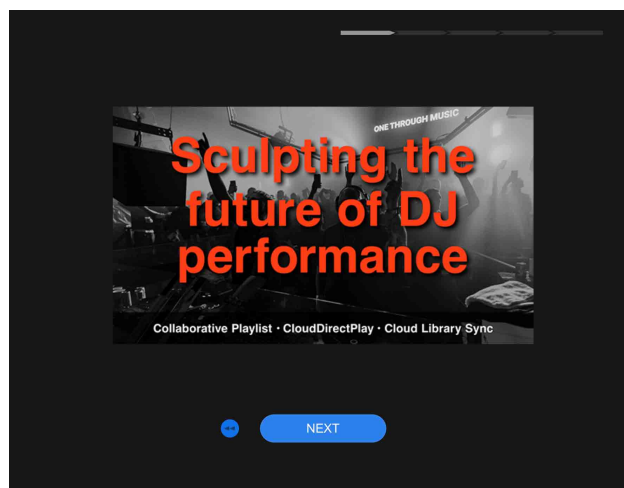 ONE THROUGH MUSIC
Sculpting the
future of DJ
performance
Collaborative Playlist · CloudDirectPlay · Cloud Library Sync
NEXT